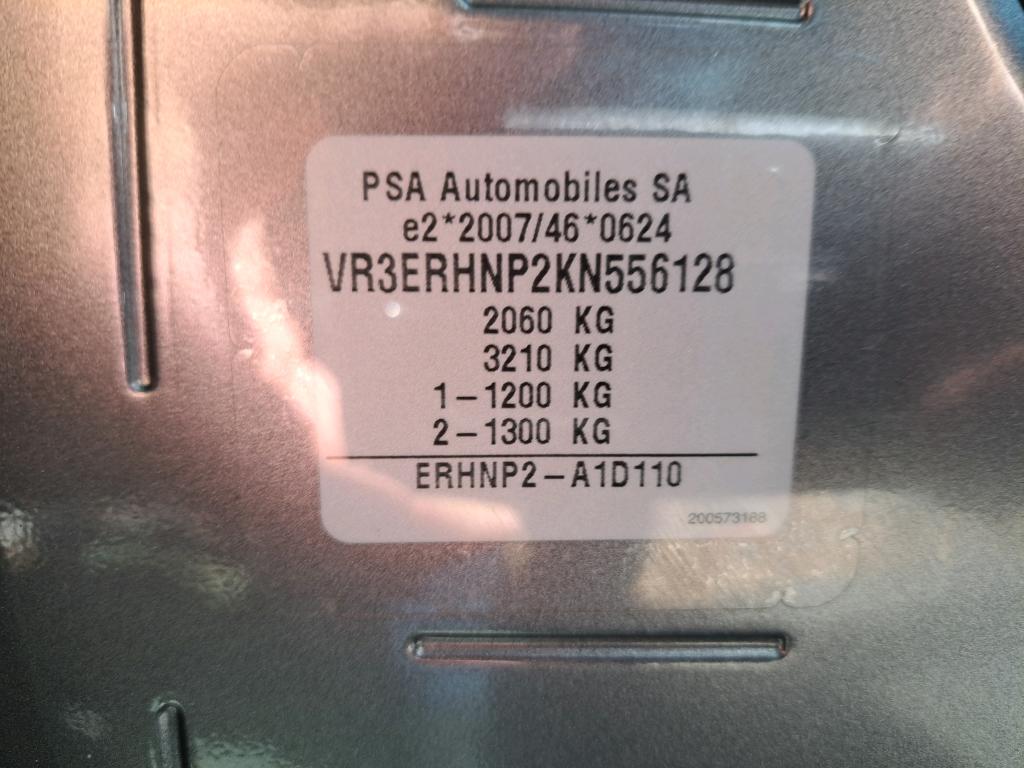 PSA Automobiles SA
e2*2007/46*0624
VR3ERHNP2KN556128
2060 KG
3210 KG
1-1200 KG
2-1300 KG
ERHNP2-A1D110
200573188